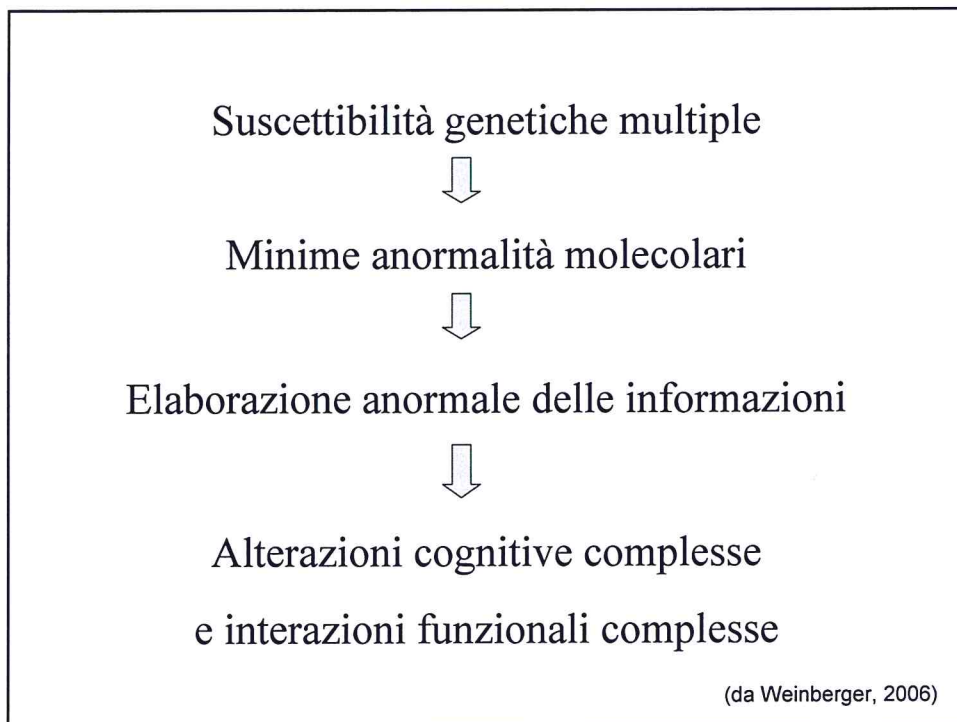 Suscettibilità genetiche multiple
Minime anormalità molecolari
Elaborazione anormale delle informazioni
Alterazioni cognitive complesse
e interazioni funzionali complesse
(da Weinberger, 2006)